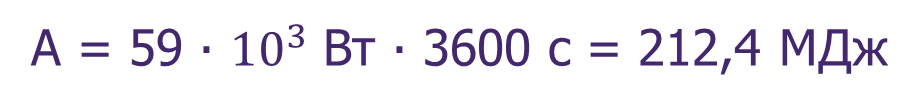 А = 59 · 10³ Вт · 3600 с = 212,4 МДж